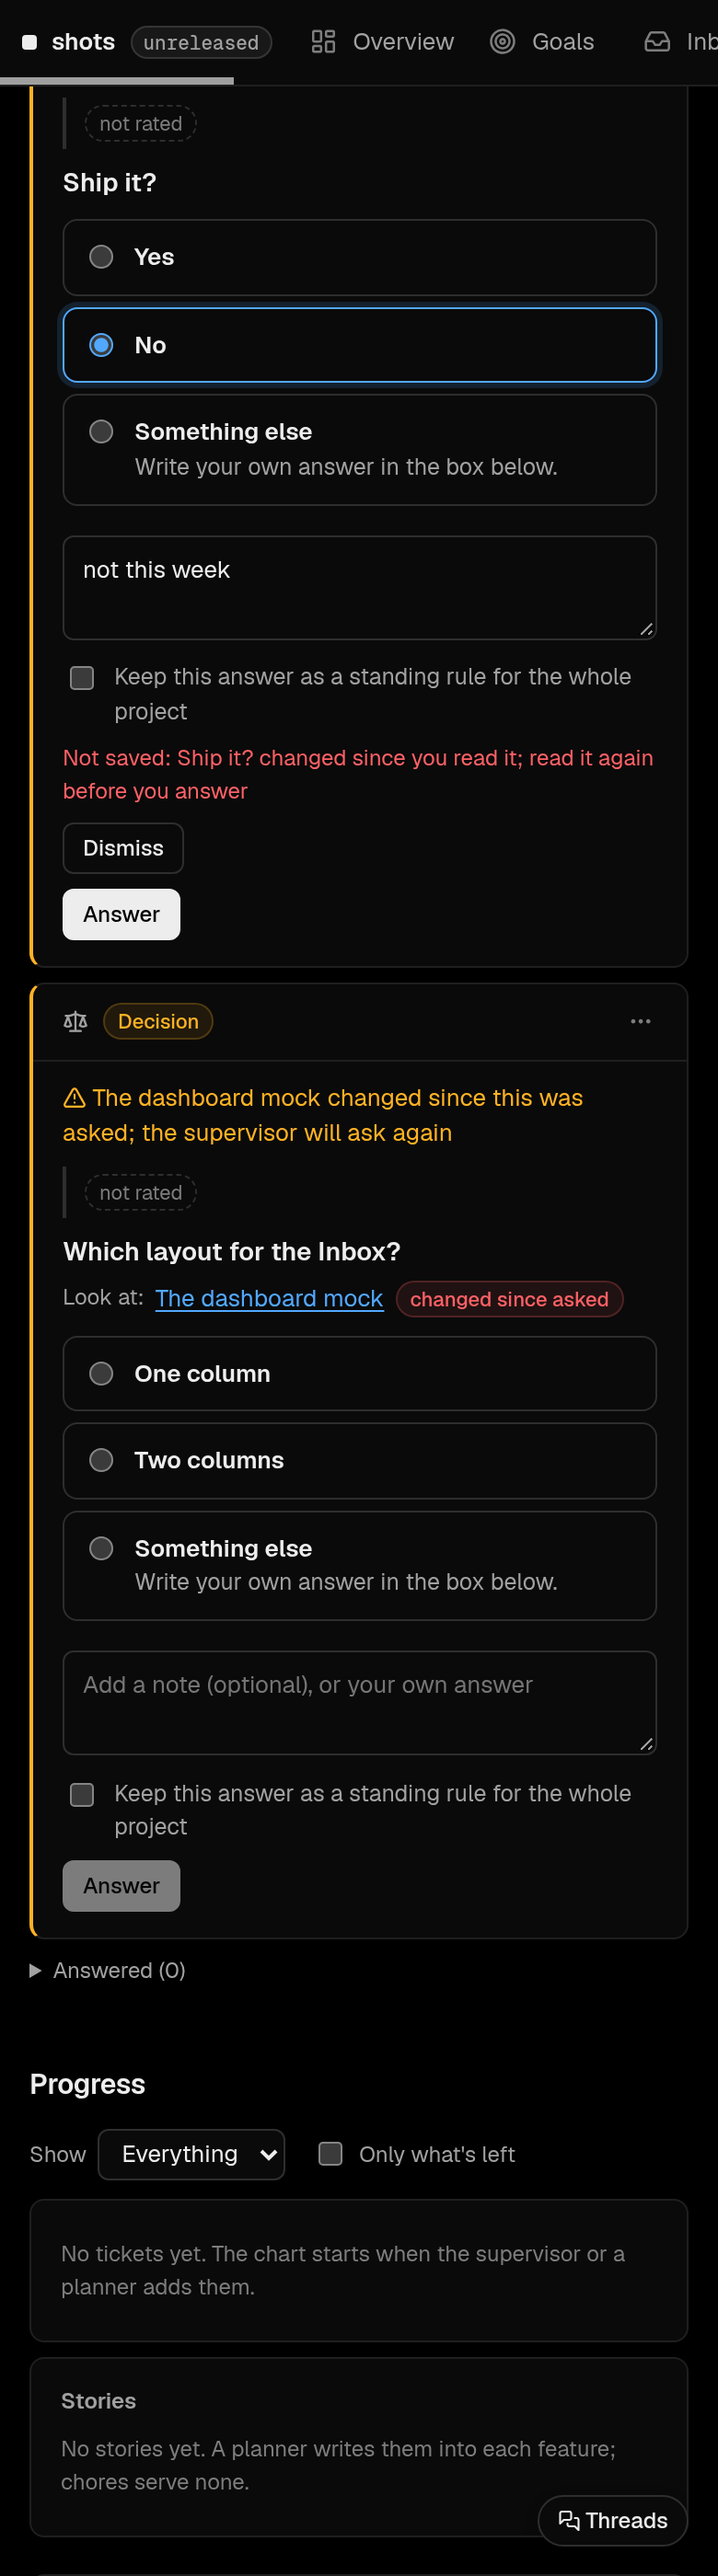 shots unreleased Overview Goals Inb
not rated
Ship it?
Yes
No
Something else
Write your own answer in the box below.
not this week
Keep this answer as a standing rule for the whole
project
Not saved: Ship it? changed since you read it; read it again
before you answer
Dismiss
Answer
Decision
The dashboard mock changed since this was
asked; the supervisor will ask again
not rated
Which layout for the Inbox?
Look at: The dashboard mock changed since asked
One column
Two columns
Something else
Write your own answer in the box below.
Add a note (optional), or your own answer
Keep this answer as a standing rule for the whole
project
Answer
Answered (0)
Progress
Show Everything Only what's left
No tickets yet. The chart starts when the supervisor or a
planner adds them.
Stories
No stories yet. A planner writes them into each feature;
chores serve none.
Threads